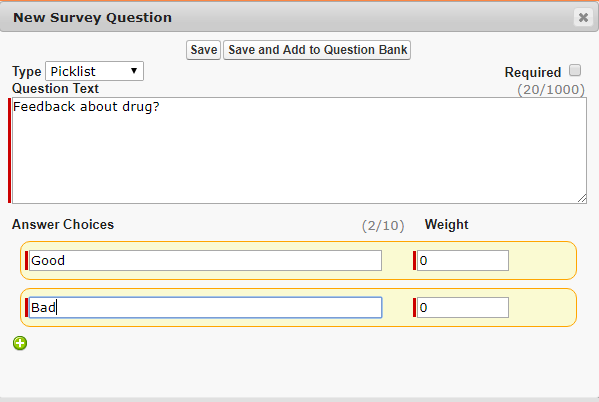 New Survey Question
Save Save and Add to Question Bank
Type Picklist Required
Question Text (20/1000)
Feedback about drug?
Answer Choices (2/10) Weight
Good 0
Bad 0